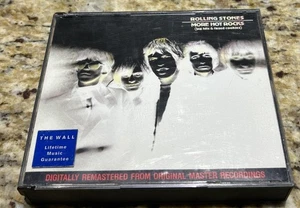 ROLLING STONES
MORE HOT ROCKS
(big hits & fazed cookies)
THE WALL
Lifetime
Music
Guarantee
DIGITALLY REMASTERED FROM ORIGINAL MASTER RECORDINGS